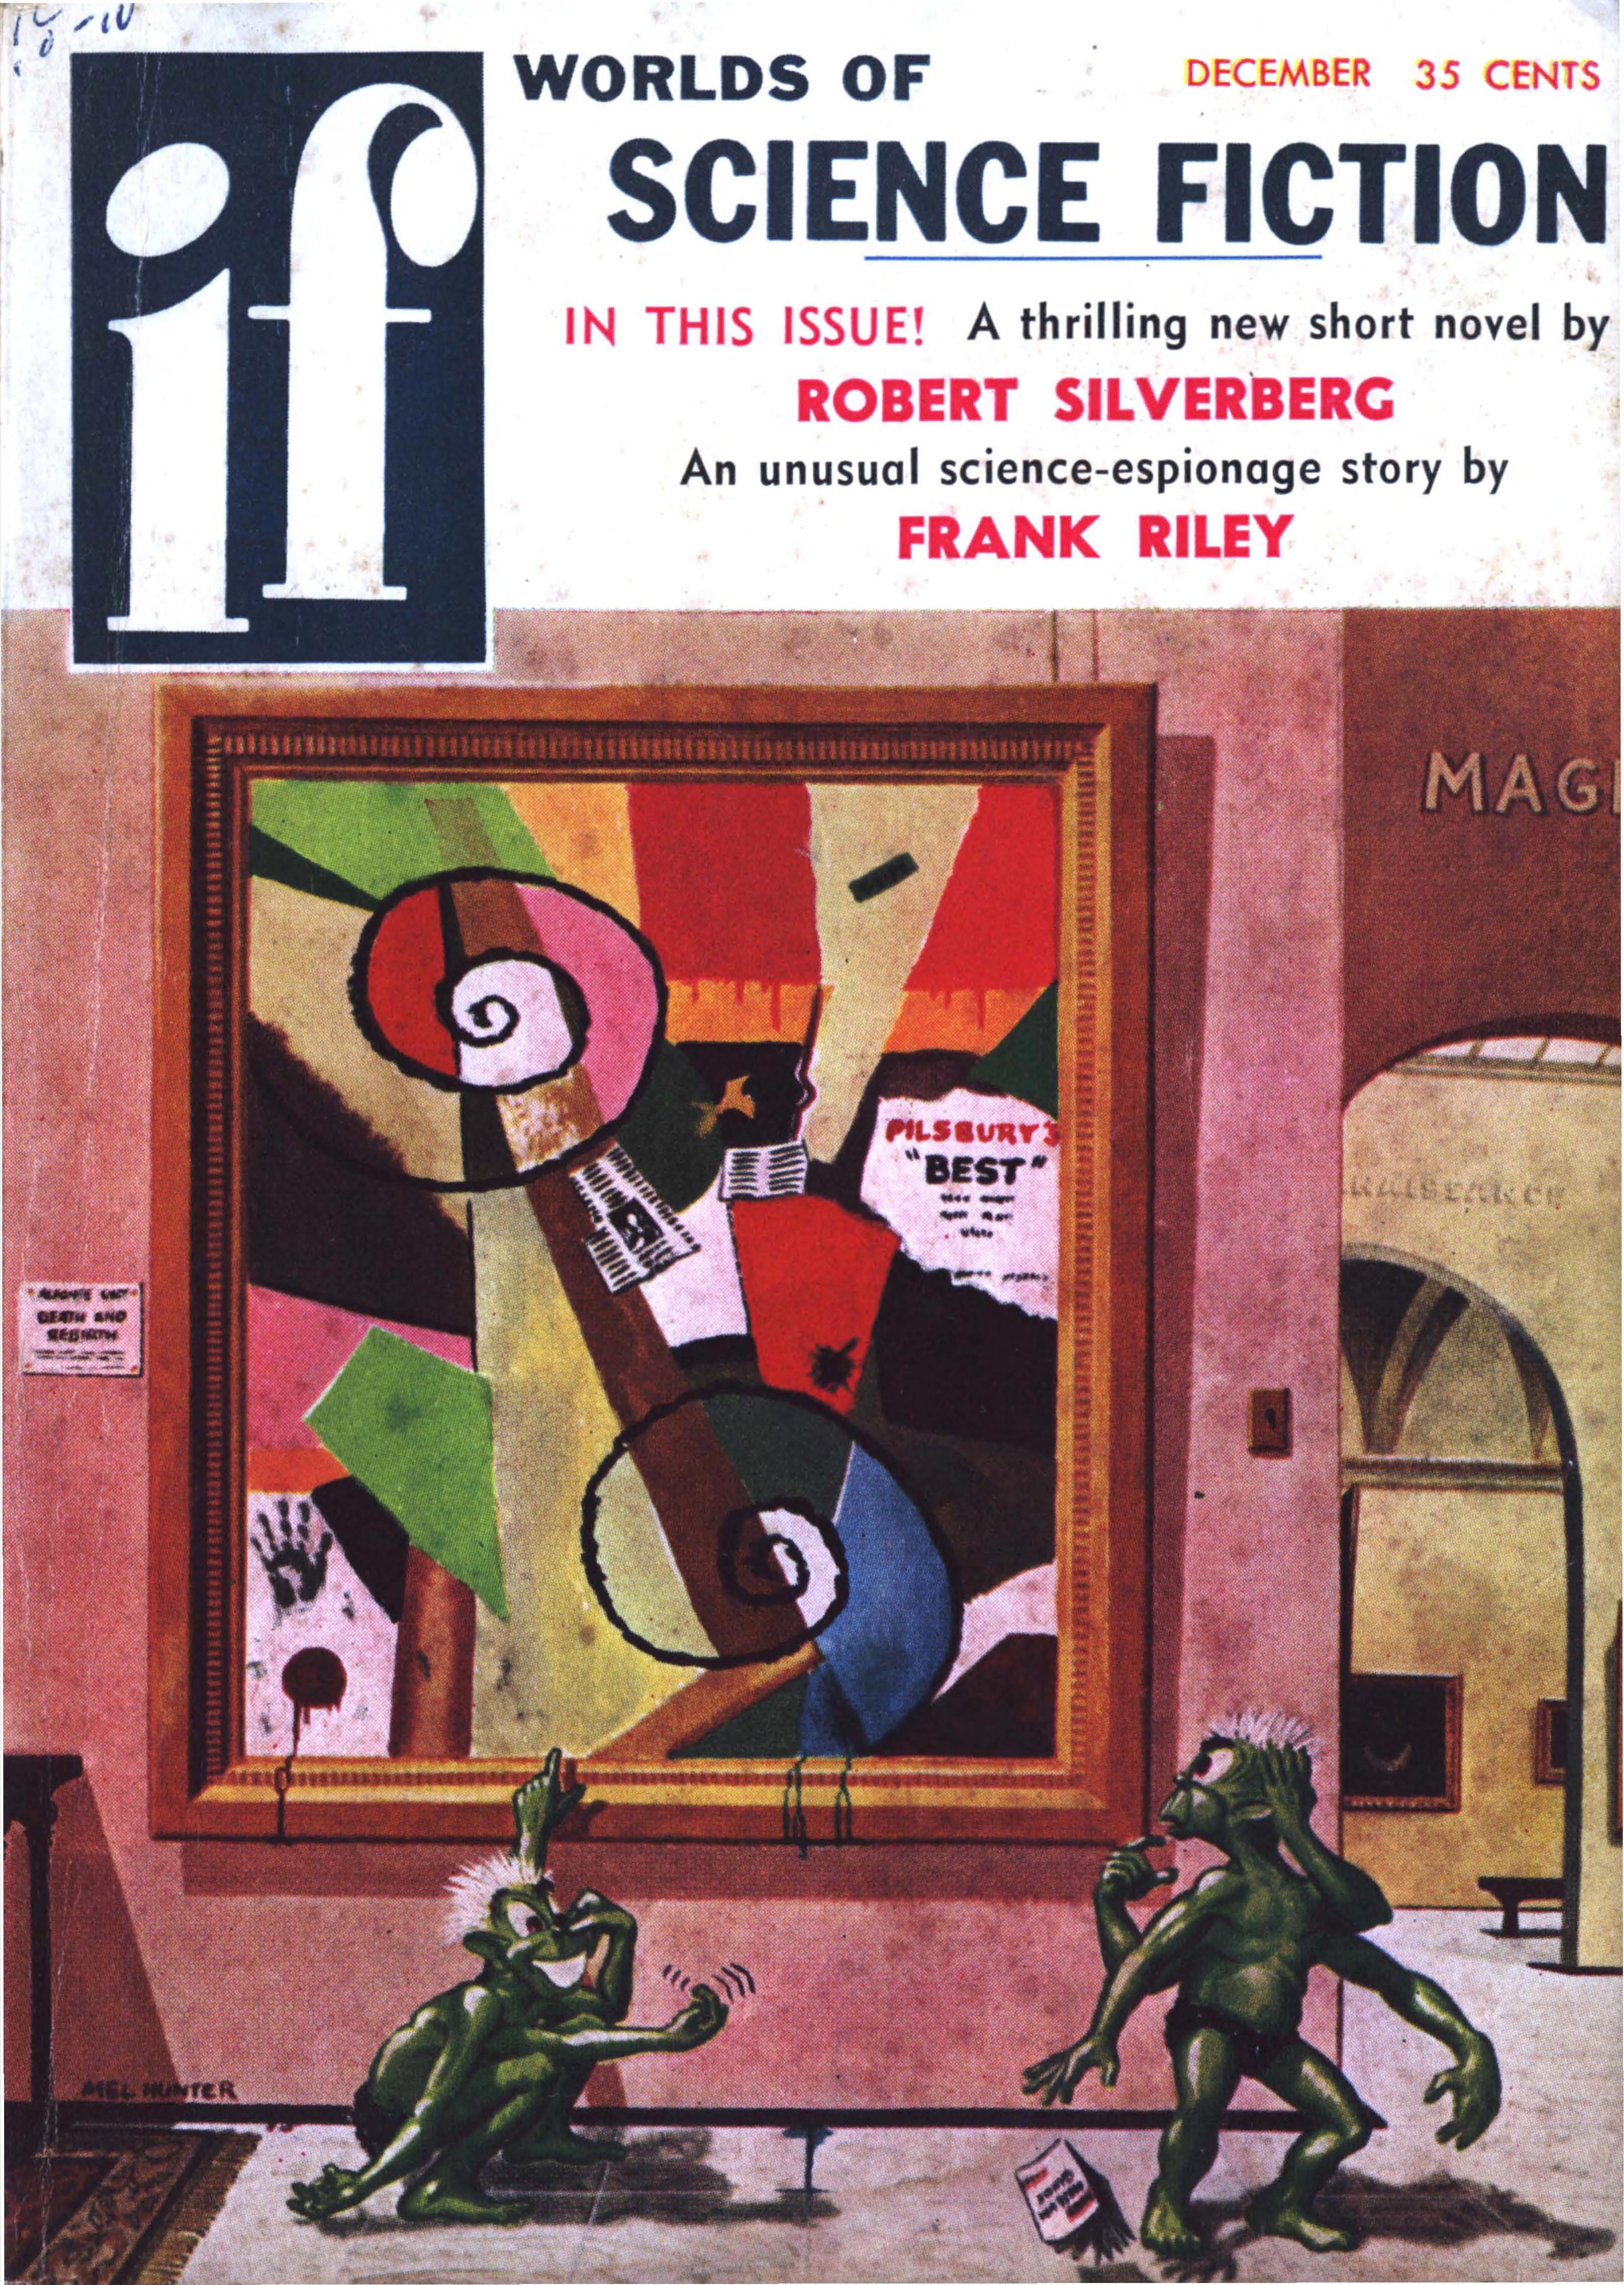 if
WORLDS OF
DECEMBER 35 CENTS
SCIENCE FICTION
IN THIS ISSUE! A thrilling new short novel by
ROBERT SILVERBERG
An unusual science-espionage story by
FRANK RILEY
MAGI
PILSBURY'S
"BEST"
DEATH AND
REBIRTH
MEL HUNTER